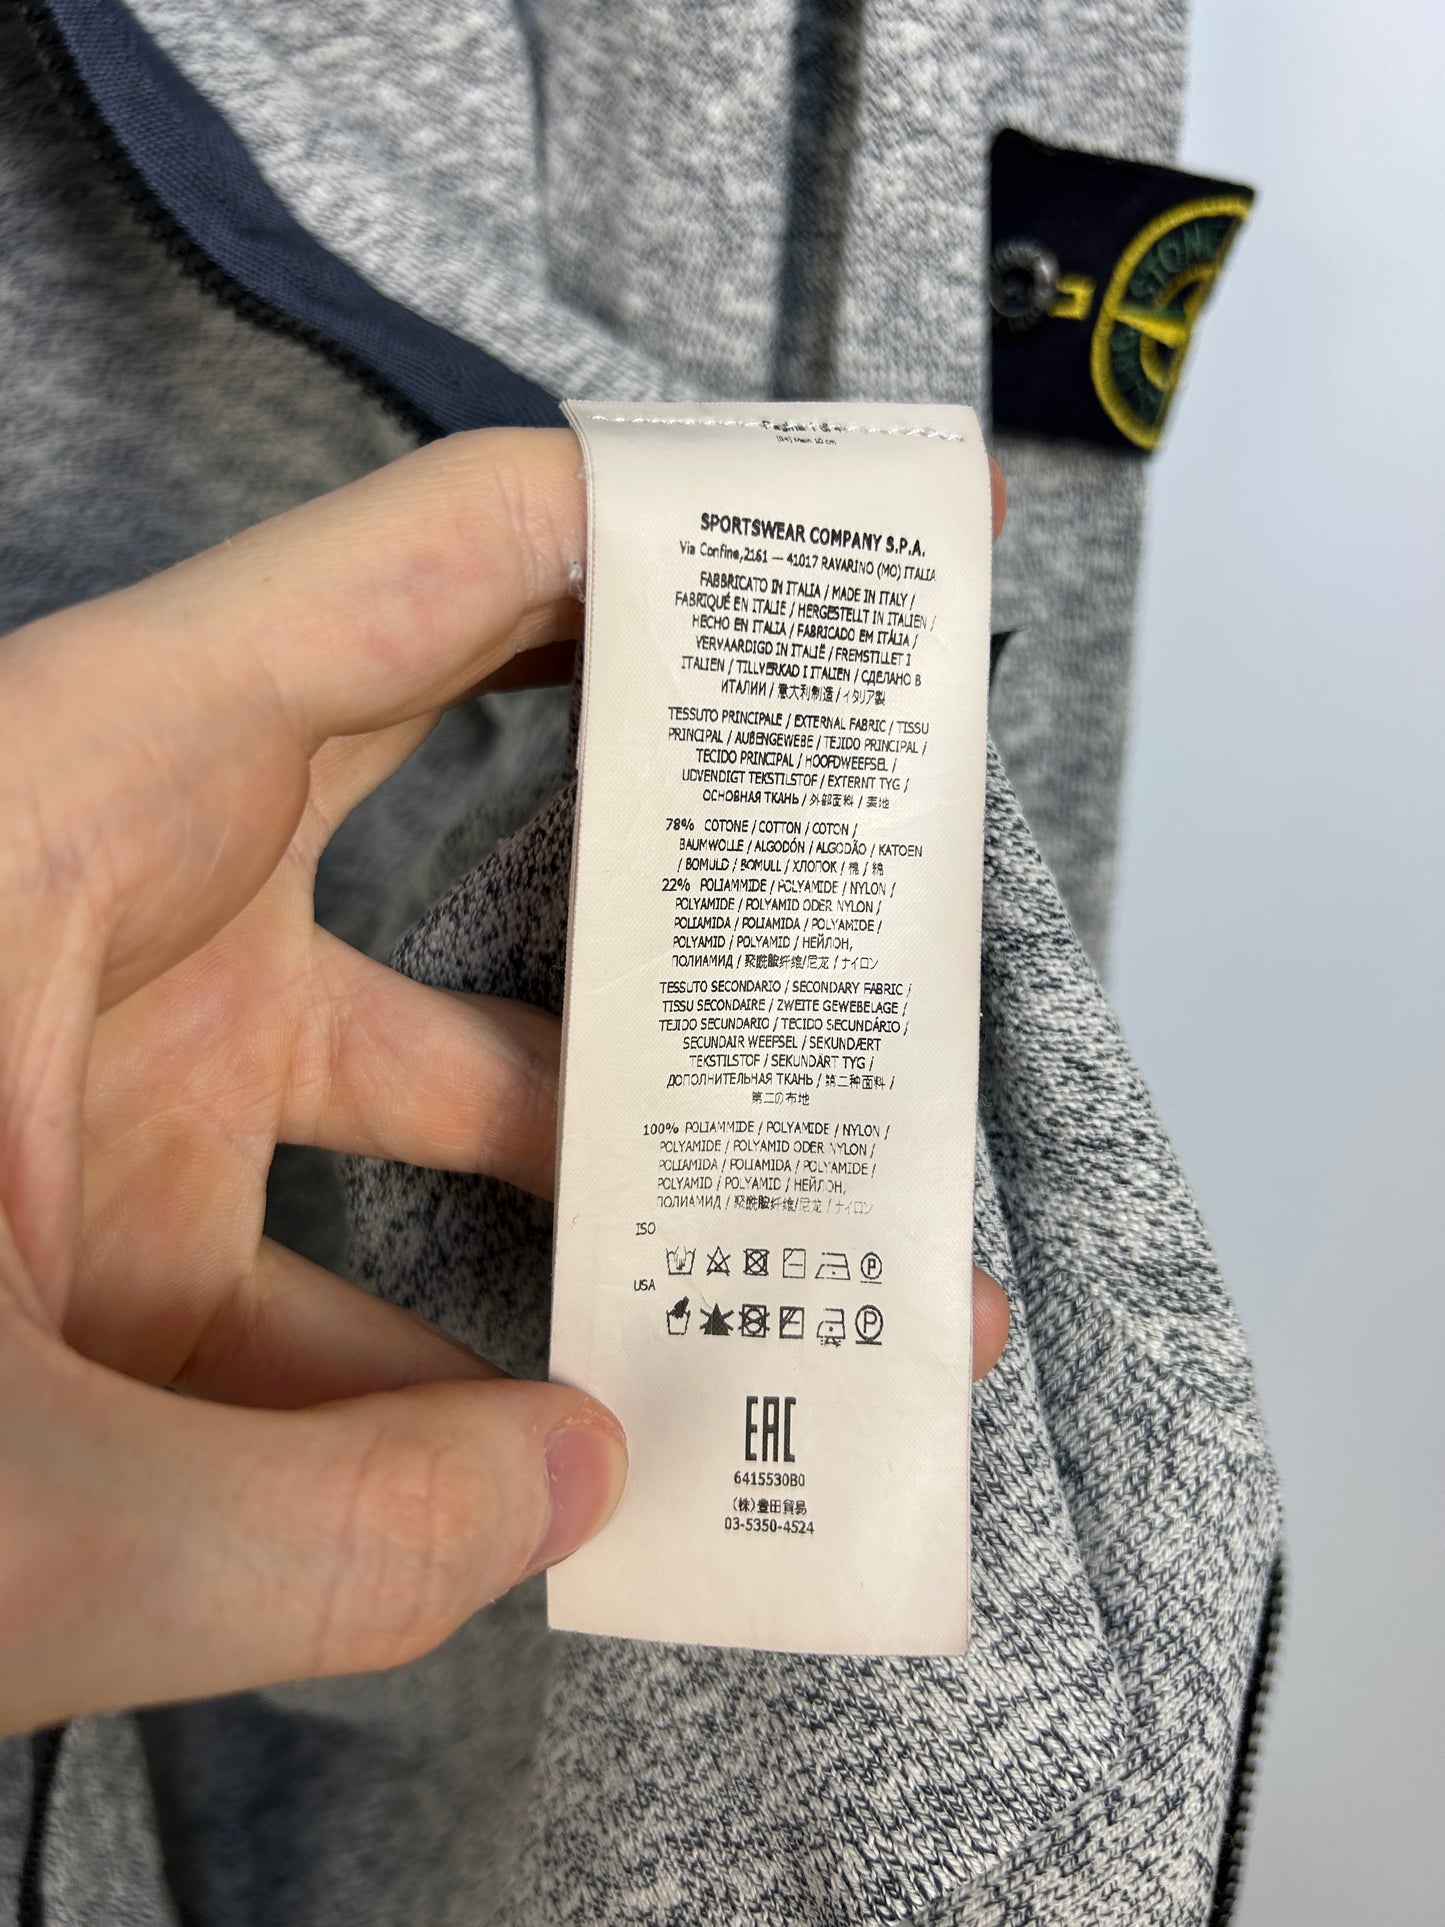 STONE
SPORTSWEAR COMPANY S.P.A.
Via Confine,2161 — 41017 RAVARINO (MO) ITALIA
FABBRICATO IN ITALIA / MADE IN ITALY /
FABRIQUÉ EN ITALIE / HERGESTELLT IN ITALIEN /
HECHO EN ITALIA / FABRICADO EM ITÁLIA /
VERVAARDIGD IN ITALIË / FREMSTILLET I
ITALIEN / TILLVERKAD I ITALIEN / СДЕЛАНО В
ИТАЛИИ / 意大利制造 / イタリア製
TESSUTO PRINCIPALE / EXTERNAL FABRIC / TISSU
PRINCIPAL / AUßENGEWEBE / TEJIDO PRINCIPAL /
TECIDO PRINCIPAL / HOOFDWEEFSEL /
UDVENDIGT TEKSTILSTOF / EXTERNT TYG /
ОСНОВНАЯ ТКАНЬ / 外部面料 / 表地
78% COTONE / COTTON / COTON /
BAUMWOLLE / ALGODÓN / ALGODÃO / KATOEN
/ BOMULD / BOMULL / ХЛОПОК / 棉 / 綿
22% POLIAMMIDE / POLYAMIDE / NYLON /
POLYAMIDE / POLYAMID ODER NYLON /
POLIAMIDA / POLIAMIDA / POLYAMIDE /
POLYAMID / POLYAMID / НЕЙЛОН,
ПОЛИАМИД / 聚酰胺纤维/尼龙 / ナイロン
TESSUTO SECONDARIO / SECONDARY FABRIC /
TISSU SECONDAIRE / ZWEITE GEWEBELAGE /
TEJIDO SECUNDARIO / TECIDO SECUNDÁRIO /
SECUNDAIR WEEFSEL / SEKUNDÆRT
TEKSTILSTOF / SEKUNDÄRT TYG /
ДОПОЛНИТЕЛЬНАЯ ТКАНЬ / 第二种面料 /
第二の布地
100% POLIAMMIDE / POLYAMIDE / NYLON /
POLYAMIDE / POLYAMID ODER NYLON /
POLIAMIDA / POLIAMIDA / POLYAMIDE /
POLYAMID / POLYAMID / НЕЙЛОН,
ПОЛИАМИД / 聚酰胺纤维/尼龙 / ナイロン
ISO
P
USA
P
EAC
6415530B0
(株)豊田貿易
03-5350-4524